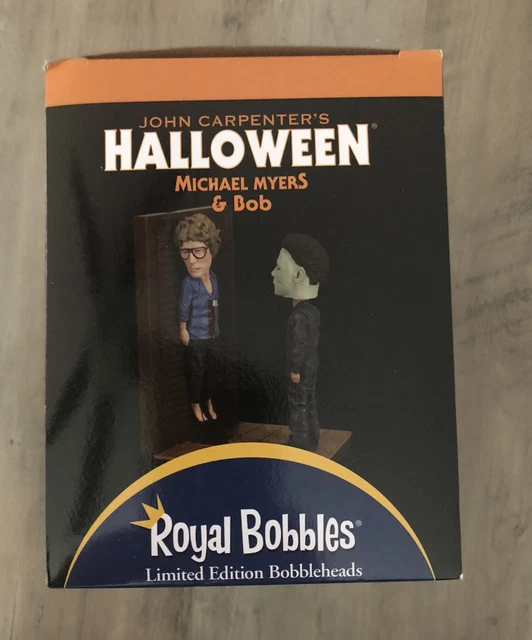 JOHN CARPENTER'S
HALLOWEEN®
MICHAEL MYERS
& Bob
Royal Bobbles®
Limited Edition Bobbleheads